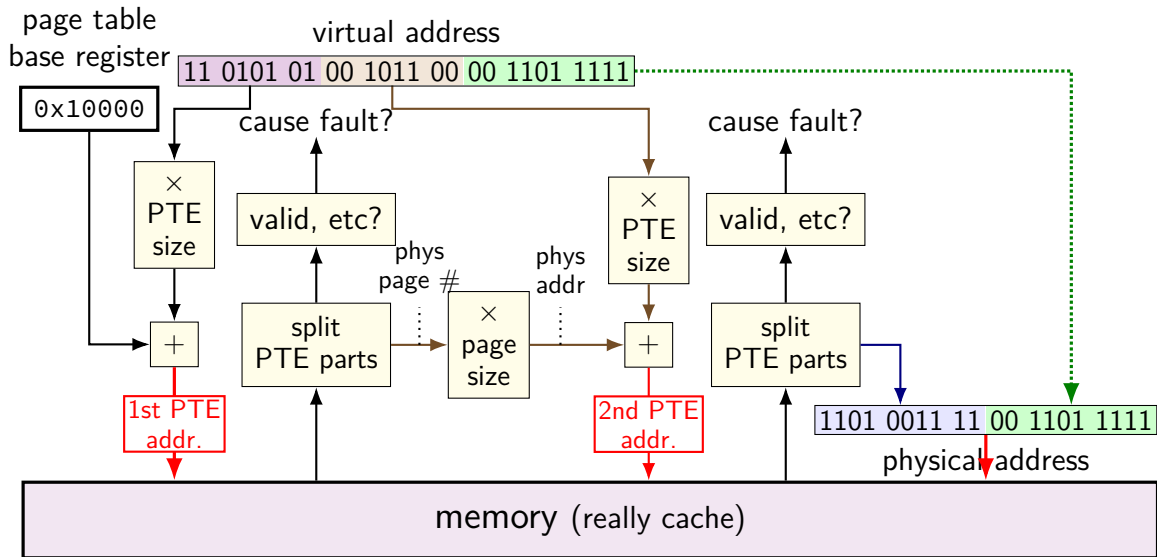 page table
base register
virtual address
11 0101 01 00 1011 00 00 1101 1111
0x10000
cause fault?
cause fault?
×
PTE
size
valid, etc?
×
PTE
size
valid, etc?
phys
page #
phys
addr
+
split
PTE parts
×
page
size
+
split
PTE parts
1st PTE
addr.
2nd PTE
addr.
1101 0011 11 00 1101 1111
physical address
memory (really cache)